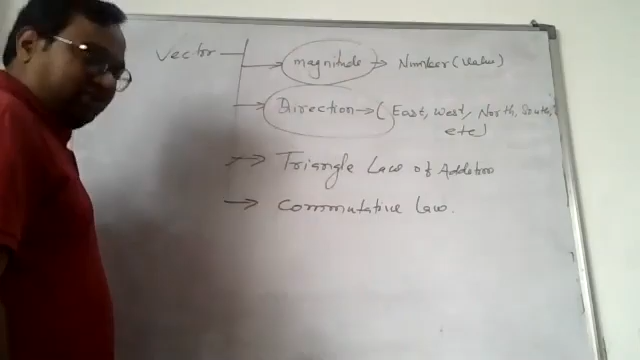 Vector
magnitude → Number (Value)
Direction → (East, West, North, South,
etc)
→ Triangle Law of Addition
→ Commutative Law.